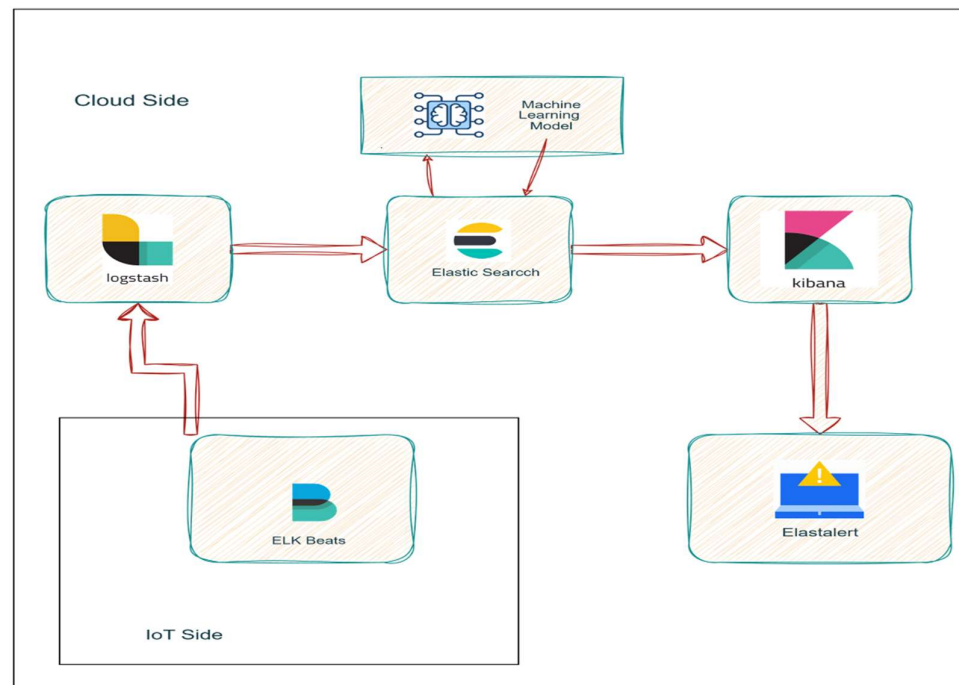 Cloud Side
Machine
Learning
Model
logstash
Elastic Searcch
kibana
ELK Beats
Elastalert
IoT Side